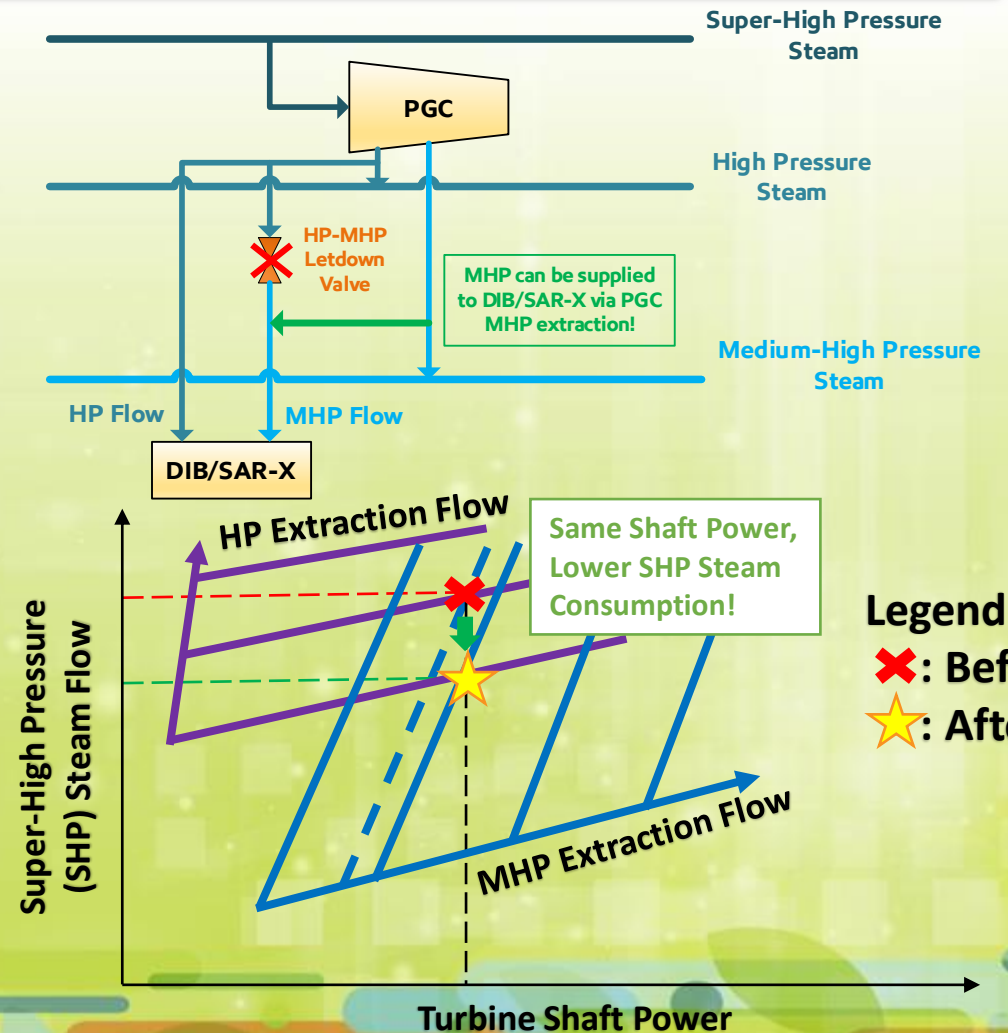 Super-High Pressure
Steam
PGC
High Pressure
Steam
HP-MHP
Letdown
Valve
MHP can be supplied
to DIB/SAR-X via PGC
MHP extraction!
Medium-High Pressure
Steam
HP Flow
MHP Flow
DIB/SAR-X
HP Extraction Flow
Same Shaft Power,
Lower SHP Steam
Consumption!
Super-High Pressure
(SHP) Steam Flow
Legend
: Bef
: Afte
MHP Extraction Flow
Turbine Shaft Power